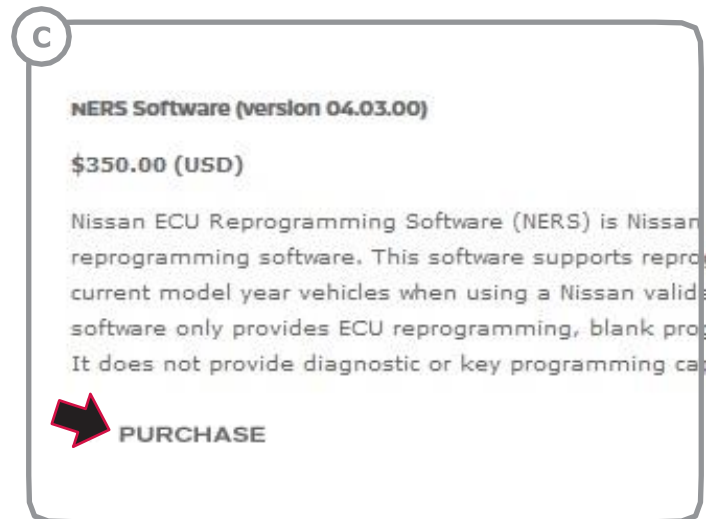 C
NERS Software (version 04.03.00)
$350.00 (USD)
Nissan ECU Reprogramming Software (NERS) is Nissan
reprogramming software. This software supports repro
current model year vehicles when using a Nissan valid
software only provides ECU reprogramming, blank pro
It does not provide diagnostic or key programming ca
PURCHASE